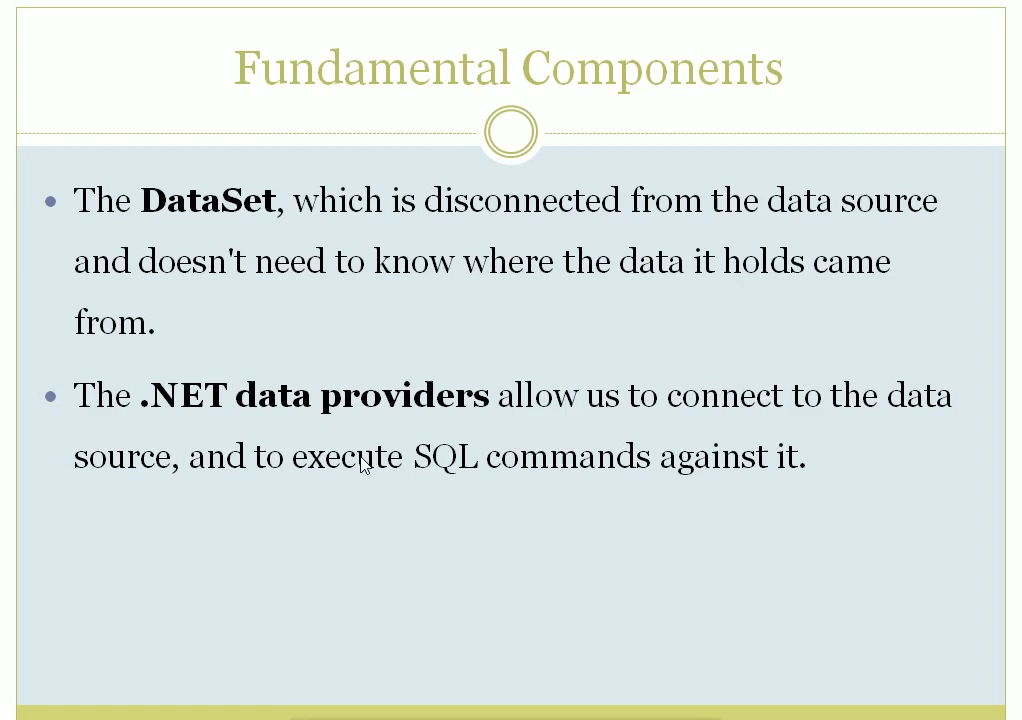 Fundamental Components
• The DataSet, which is disconnected from the data source
and doesn't need to know where the data it holds came
from.
• The .NET data providers allow us to connect to the data
source, and to execute SQL commands against it.